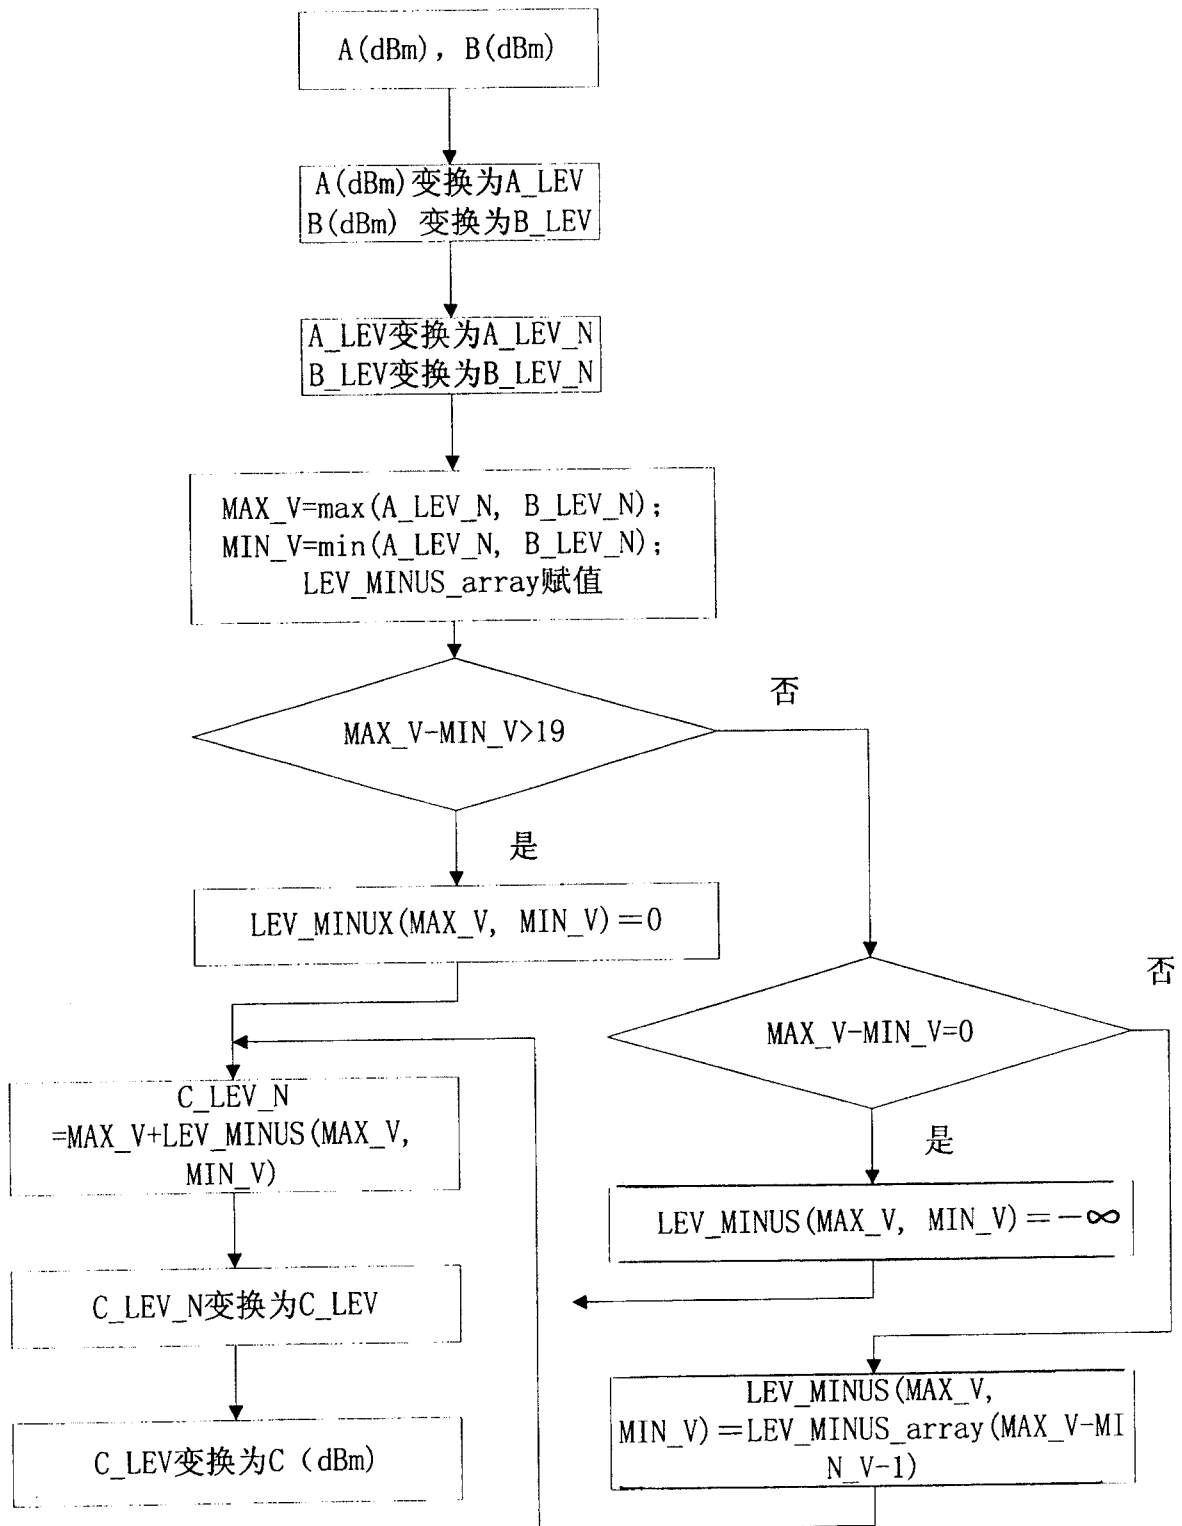 A(dBm), B(dBm)
A(dBm)变换为A_LEV
B(dBm) 变换为B_LEV
A_LEV变换为A_LEV_N
B_LEV变换为B_LEV_N
MAX_V=max(A_LEV_N, B_LEV_N);
MIN_V=min(A_LEV_N, B_LEV_N);
LEV_MINUS_array赋值
否
MAX_V-MIN_V>19
是
LEV_MINUX(MAX_V, MIN_V)=0
否
MAX_V-MIN_V=0
C_LEV_N
=MAX_V+LEV_MINUS(MAX_V,
MIN_V)
是
LEV_MINUS(MAX_V, MIN_V)=-∞
C_LEV_N变换为C_LEV
LEV_MINUS(MAX_V,
MIN_V)=LEV_MINUS_array(MAX_V-MI
N_V-1)
C_LEV变换为C（dBm)